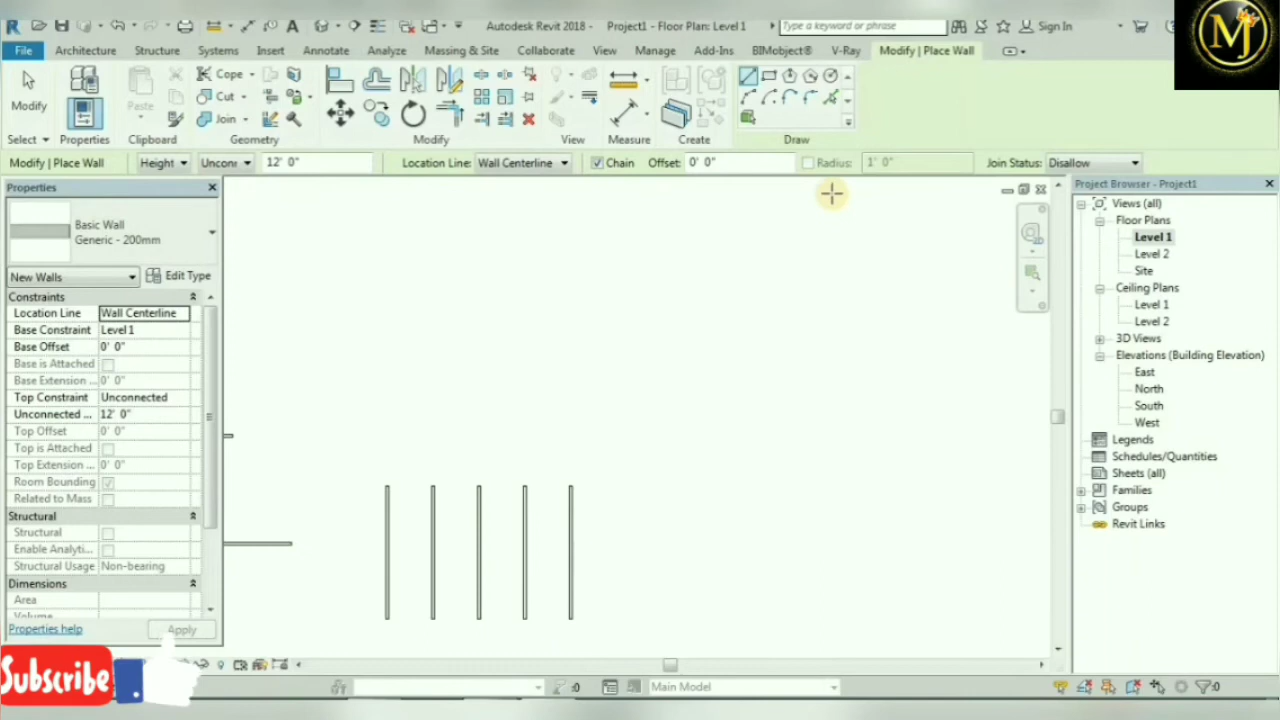 Autodesk Revit 2018 - Project1 - Floor Plan: Level 1
Type a keyword or phrase
Sign In
MJ
File Architecture Structure Systems Insert Annotate Analyze Massing & Site Collaborate View Manage Add-Ins BIMobject® V-Ray Modify | Place Wall
Modify
Paste
Cope
Cut
Join
Select Properties Clipboard Geometry Modify View Measure Create Draw
Modify | Place Wall Height Unconr 12' 0" Location Line: Wall Centerline Chain Offset: 0' 0" Radius: 1' 0" Join Status: Disallow
Properties
Basic Wall
Generic - 200mm
New Walls Edit Type
Constraints
Location Line Wall Centerline
Base Constraint Level 1
Base Offset 0' 0"
Base is Attached
Base Extension ... 0' 0"
Top Constraint Unconnected
Unconnected ... 12' 0"
Top Offset 0' 0"
Top is Attached
Top Extension ... 0' 0"
Room Bounding
Related to Mass
Structural
Structural
Enable Analyti...
Structural Usage Non-bearing
Dimensions
Area
Volume
Properties help Apply
Project Browser - Project1
Views (all)
Floor Plans
Level 1
Level 2
Site
Ceiling Plans
Level 1
Level 2
3D Views
Elevations (Building Elevation)
East
North
South
West
Legends
Schedules/Quantities
Sheets (all)
Families
Groups
Revit Links
Subscribe
:0 Main Model :0